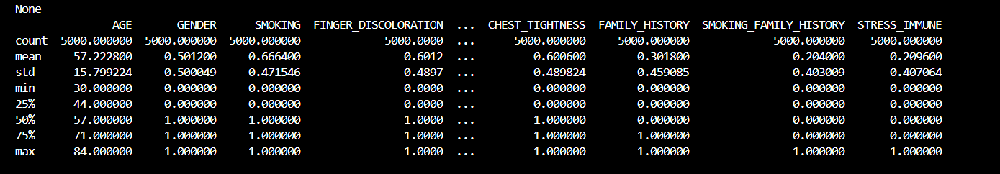 None
AGE GENDER SMOKING FINGER_DISCOLORATION ... CHEST_TIGHTNESS FAMILY_HISTORY SMOKING_FAMILY_HISTORY STRESS_IMMUNE
count 5000.000000 5000.000000 5000.000000 5000.0000 ... 5000.000000 5000.000000 5000.000000 5000.000000
mean 57.222800 0.501200 0.666400 0.6012 ... 0.600600 0.301800 0.204000 0.209600
std 15.799224 0.500049 0.471546 0.4897 ... 0.489824 0.459085 0.403009 0.407064
min 30.000000 0.000000 0.000000 0.0000 ... 0.000000 0.000000 0.000000 0.000000
25% 44.000000 0.000000 0.000000 0.0000 ... 0.000000 0.000000 0.000000 0.000000
50% 57.000000 1.000000 1.000000 1.0000 ... 1.000000 0.000000 0.000000 0.000000
75% 71.000000 1.000000 1.000000 1.0000 ... 1.000000 1.000000 0.000000 0.000000
max 84.000000 1.000000 1.000000 1.0000 ... 1.000000 1.000000 1.000000 1.000000